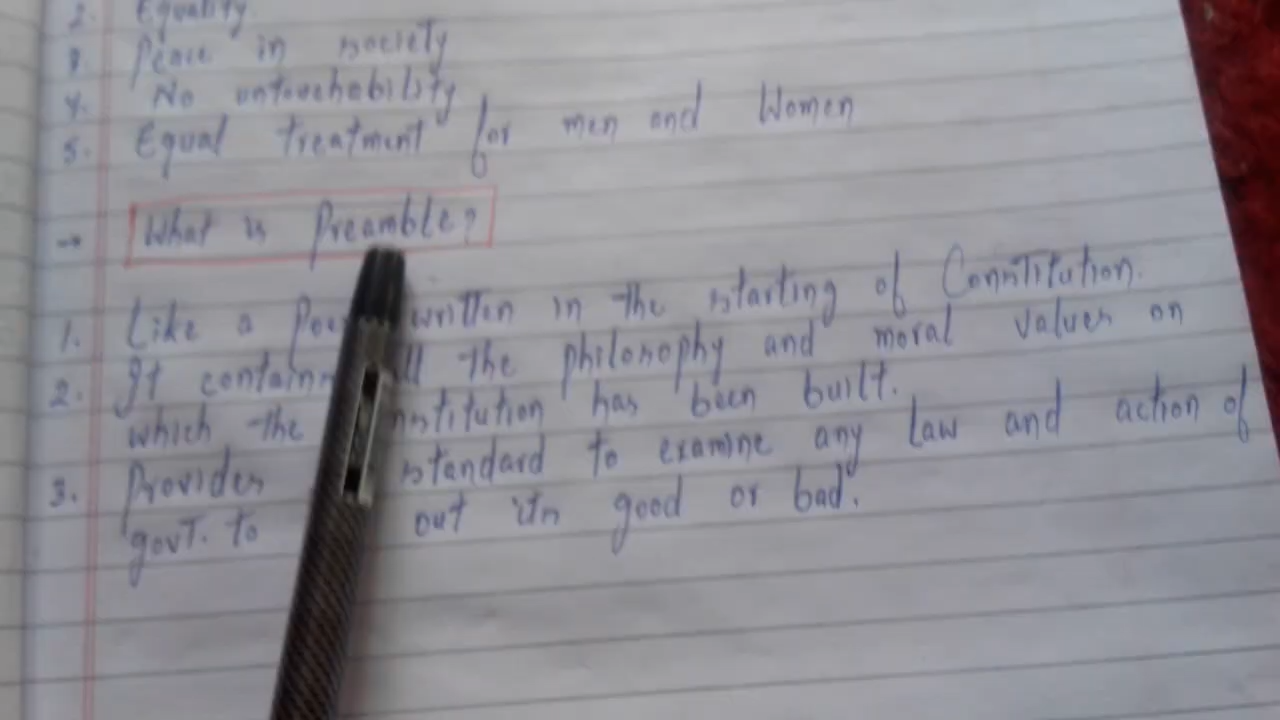 2. Equality
3. Peace in society
4. No untouchability
5. Equal treatment for men and Women
→ What is Preamble?
1. Like a written in the starting of Constitution.
2. It contains the philosophy and moral values on
which the has been built.
3. Provides standard to examine any law and action of
govt. to out its good or bad.